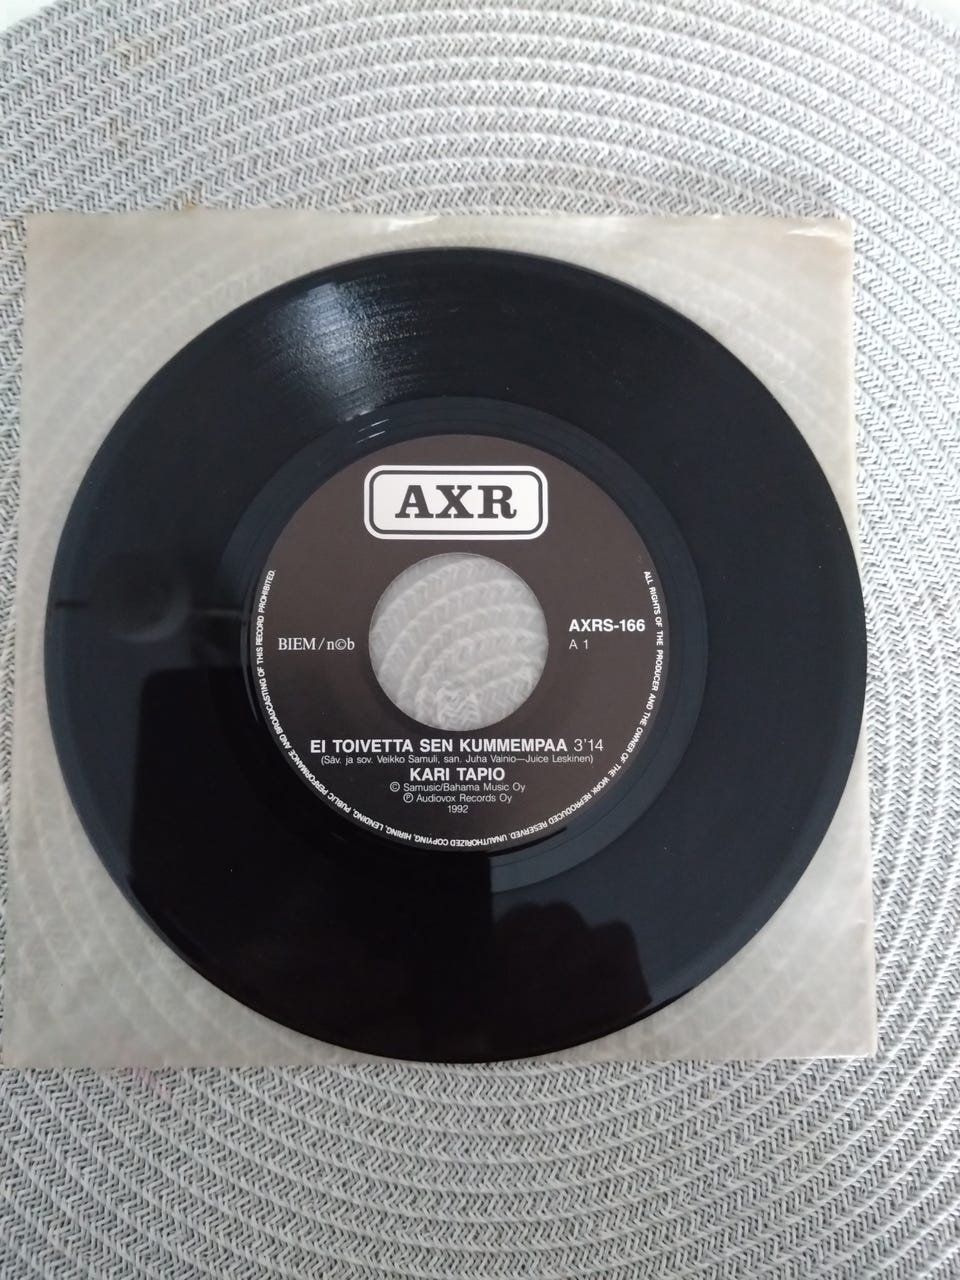 AXR
BIEM/n©b
AXRS-166
A 1
EI TOIVETTA SEN KUMMEMPAA 3'14
(Säv. ja sov. Veikko Samuli, san. Juha Vainio—Juice Leskinen)
KARI TAPIO
© Samusic/Bahama Music Oy
℗ Audiovox Records Oy
1992
ALL RIGHTS OF THE PRODUCER AND THE OWNER OF THE WORK REPRODUCED RESERVED. UNAUTHORIZED COPYING, HIRING, LENDING, PUBLIC PERFORMANCE AND BROADCASTING OF THIS RECORD PROHIBITED.